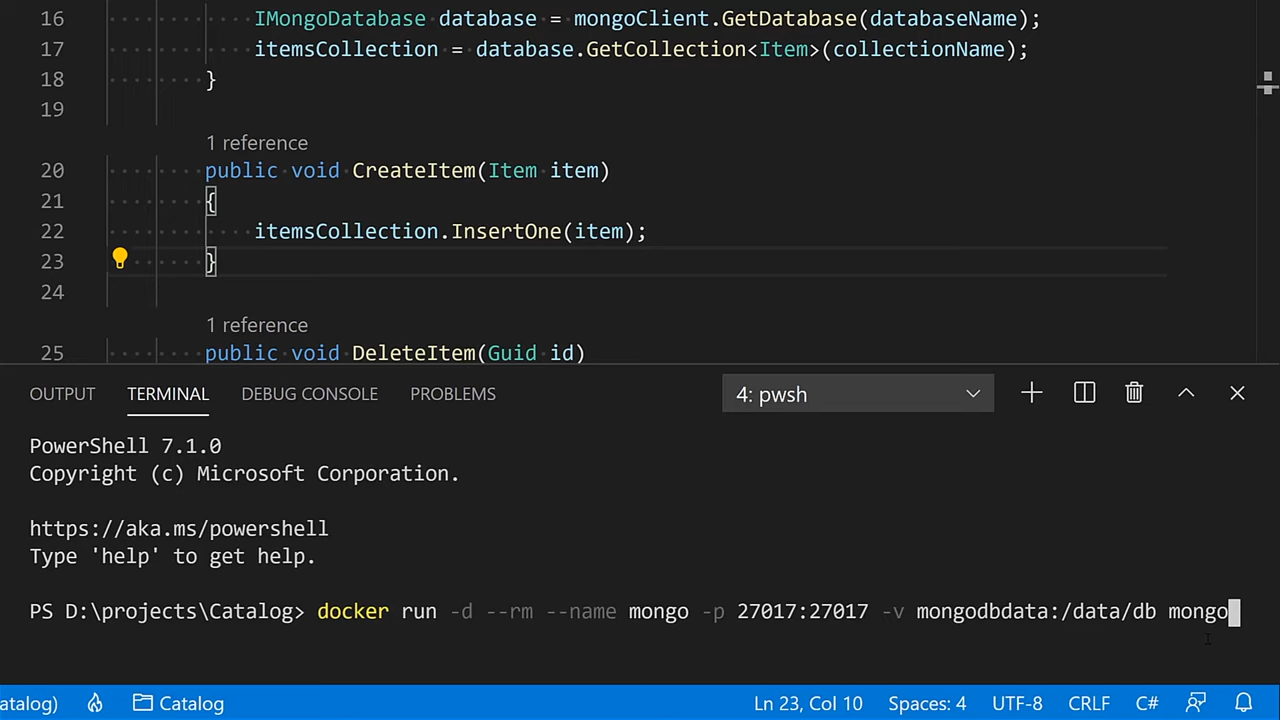 16 IMongoDatabase database = mongoClient.GetDatabase(databaseName);
17 itemsCollection = database.GetCollection<Item>(collectionName);
18 }
19
1 reference
20 public void CreateItem(Item item)
21 {
22 itemsCollection.InsertOne(item);
23 }
24
1 reference
25 public void DeleteItem(Guid id)
OUTPUT TERMINAL DEBUG CONSOLE PROBLEMS 4: pwsh
PowerShell 7.1.0
Copyright (c) Microsoft Corporation.
https://aka.ms/powershell
Type 'help' to get help.
PS D:\projects\Catalog> docker run -d --rm --name mongo -p 27017:27017 -v mongodbdata:/data/db mongo
atalog) Catalog Ln 23, Col 10 Spaces: 4 UTF-8 CRLF C#